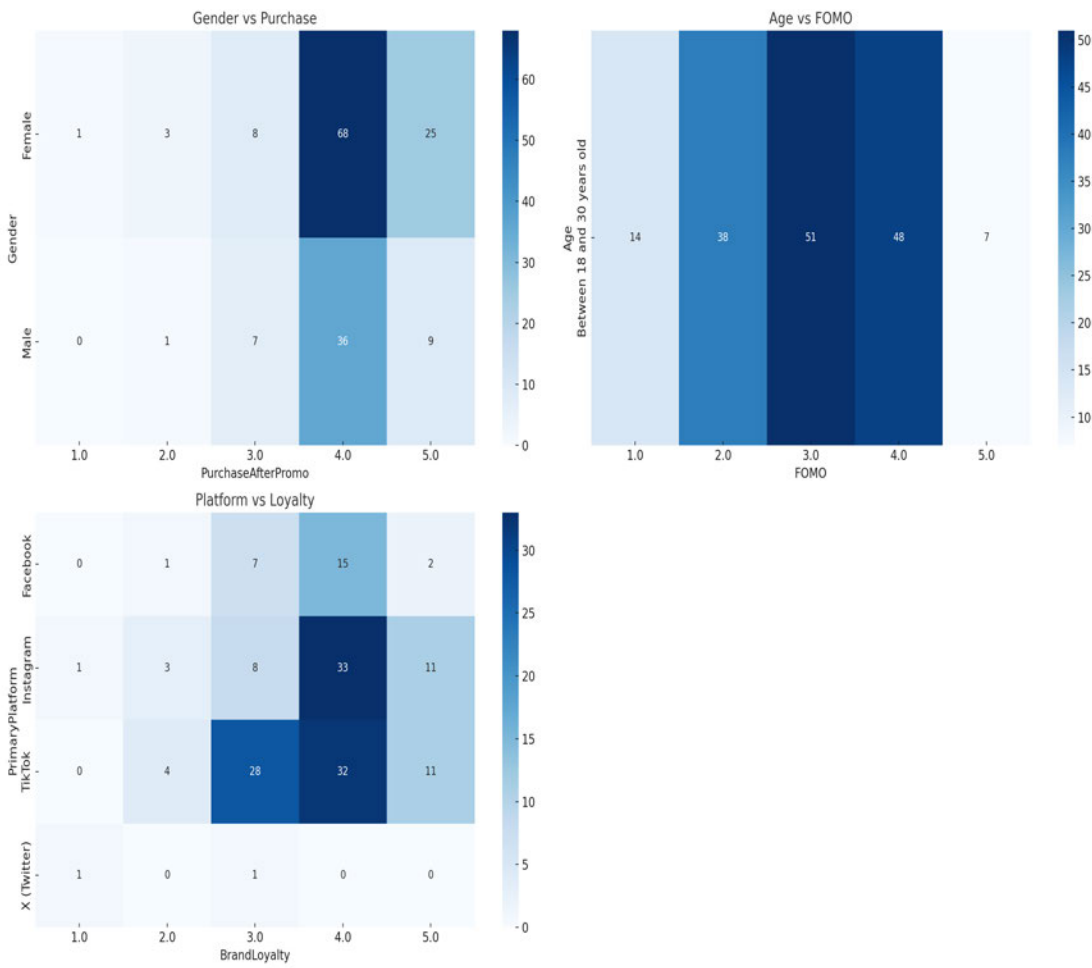 Gender vs Purchase
Gender
Female
1 3 8 68 25
Male
0 1 7 36 9
1.0 2.0 3.0 4.0 5.0
PurchaseAfterPromo
60
50
40
30
20
10
0
Age vs FOMO
Age
Between 18 and 30 years old
14 38 51 48 7
1.0 2.0 3.0 4.0 5.0
FOMO
50
45
40
35
30
25
20
15
10
Platform vs Loyalty
PrimaryPlatform
Facebook
0 1 7 15 2
Instagram
1 3 8 33 11
TikTok
0 4 28 32 11
X (Twitter)
1 0 1 0 0
1.0 2.0 3.0 4.0 5.0
BrandLoyalty
30
25
20
15
10
5
0